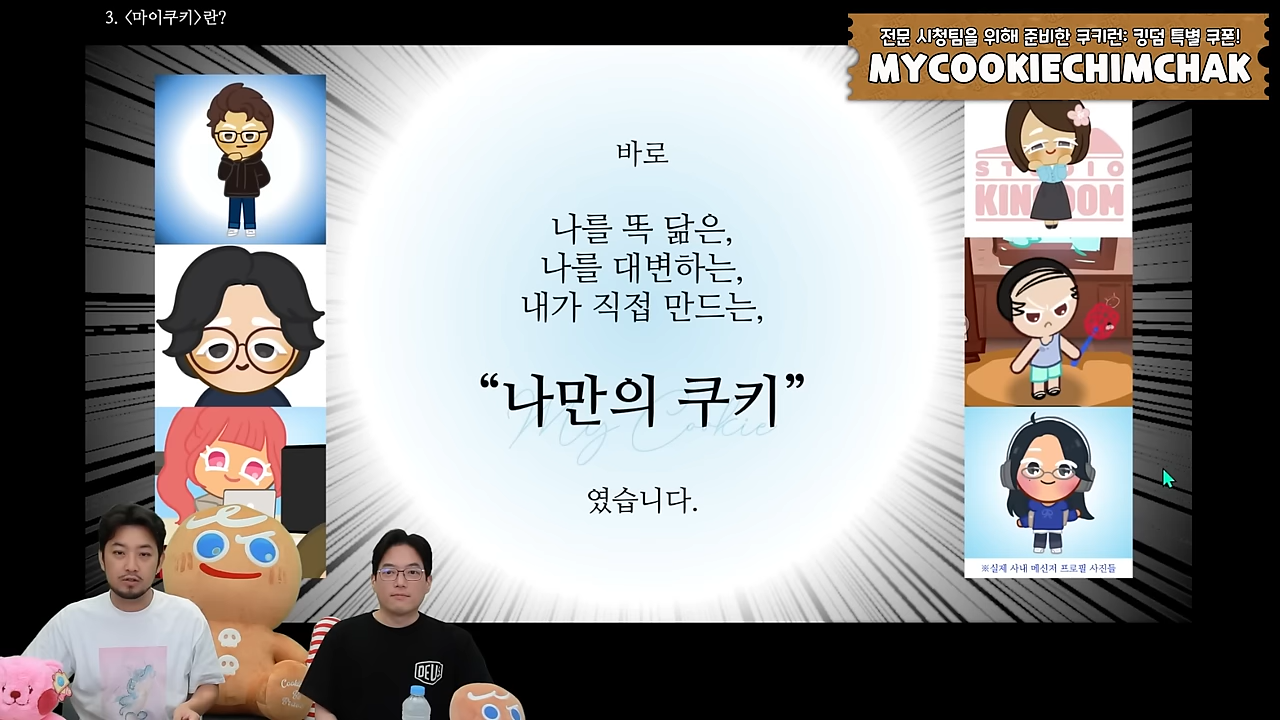 3. <마이쿠키>란?
전문 시청팀을 위해 준비한 쿠키런: 킹덤 특별 쿠폰!
MYCOOKIECHIMCHAK
바로
나를 똑 닮은,
나를 대변하는,
내가 직접 만드는,
“나만의 쿠키”
My Cookie
였습니다.
STUDIO
KINGDOM
※실제 사내 메신저 프로필 사진들